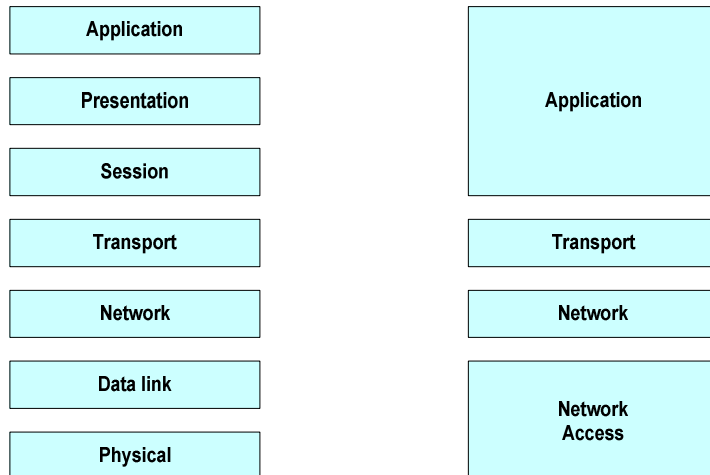 Application
Presentation
Session
Transport
Network
Data link
Physical
Application
Transport
Network
Network
Access